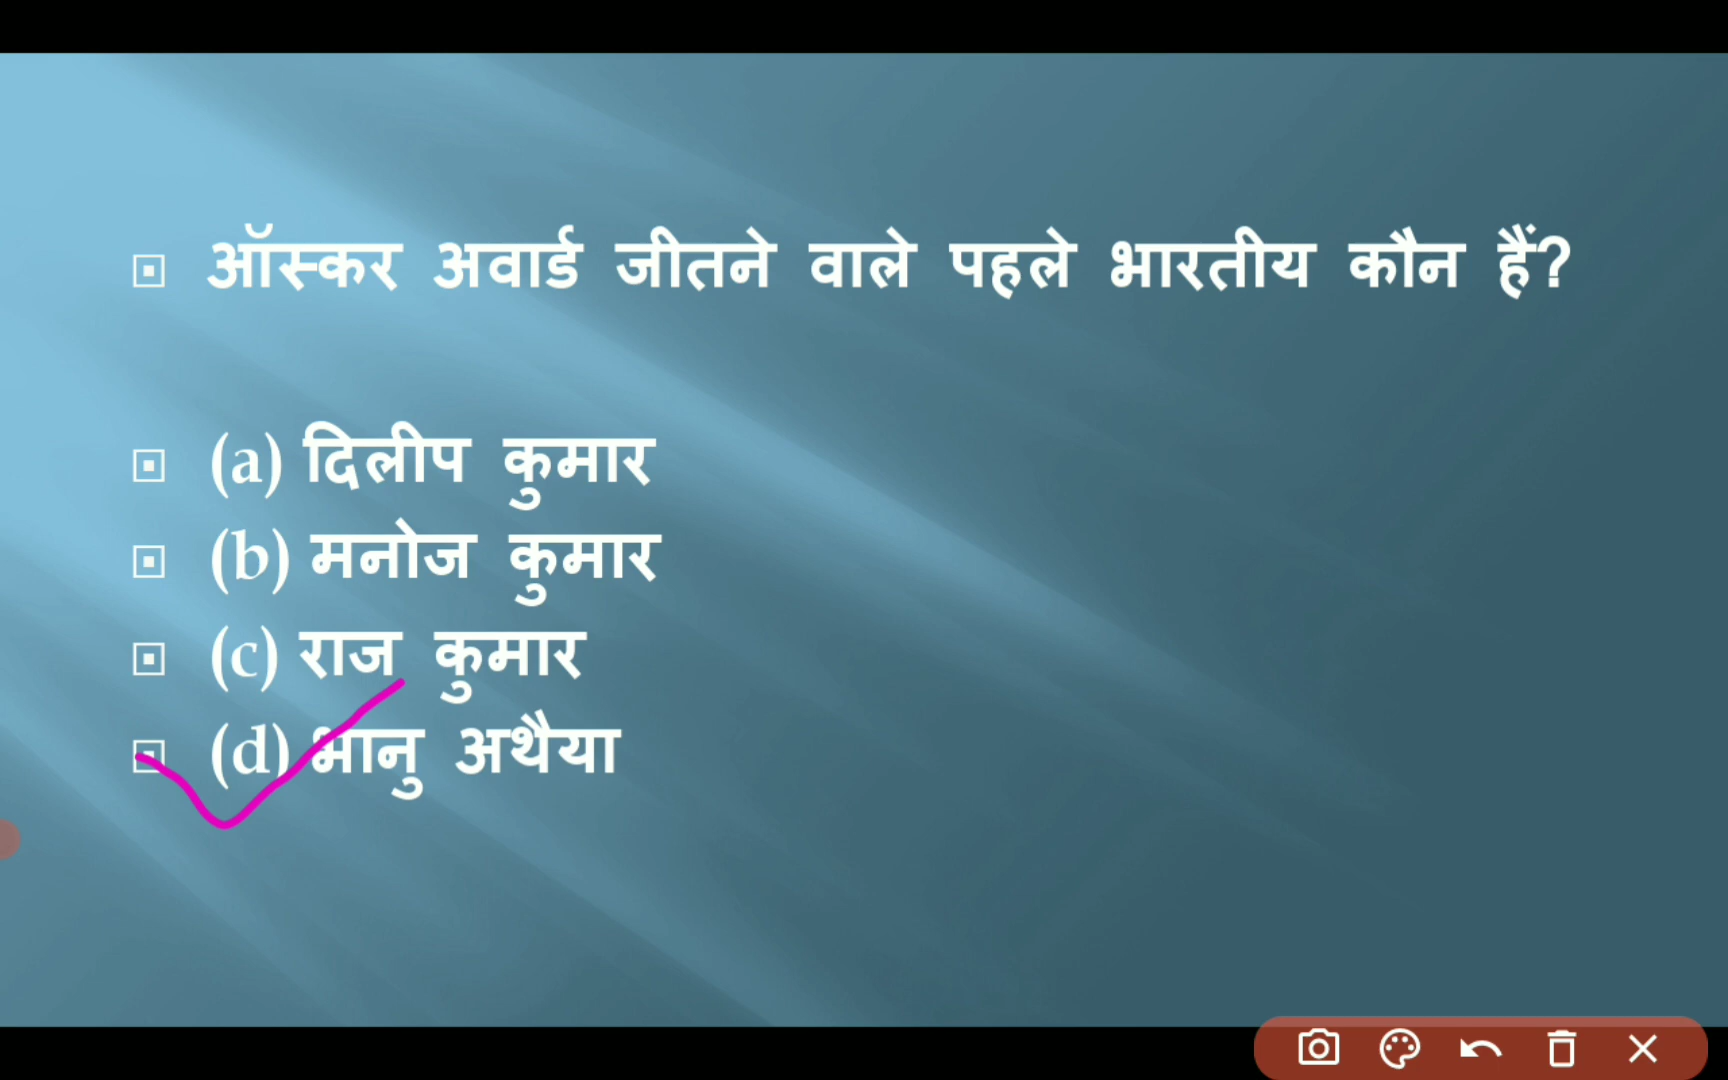 ऑस्कर अवार्ड जीतने वाले पहले भारतीय कौन हैं?
(a) दिलीप कुमार
(b) मनोज कुमार
(c) राज कुमार
(d) भानु अथैया